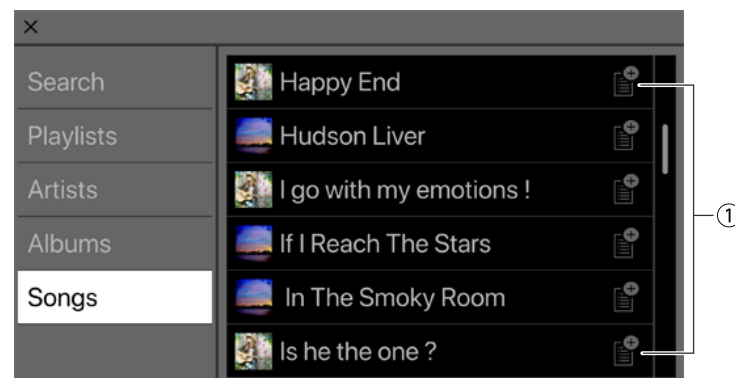 ×
Search
Playlists
Artists
Albums
Songs
Happy End
Hudson Liver
I go with my emotions !
If I Reach The Stars
In The Smoky Room
Is he the one ?
①